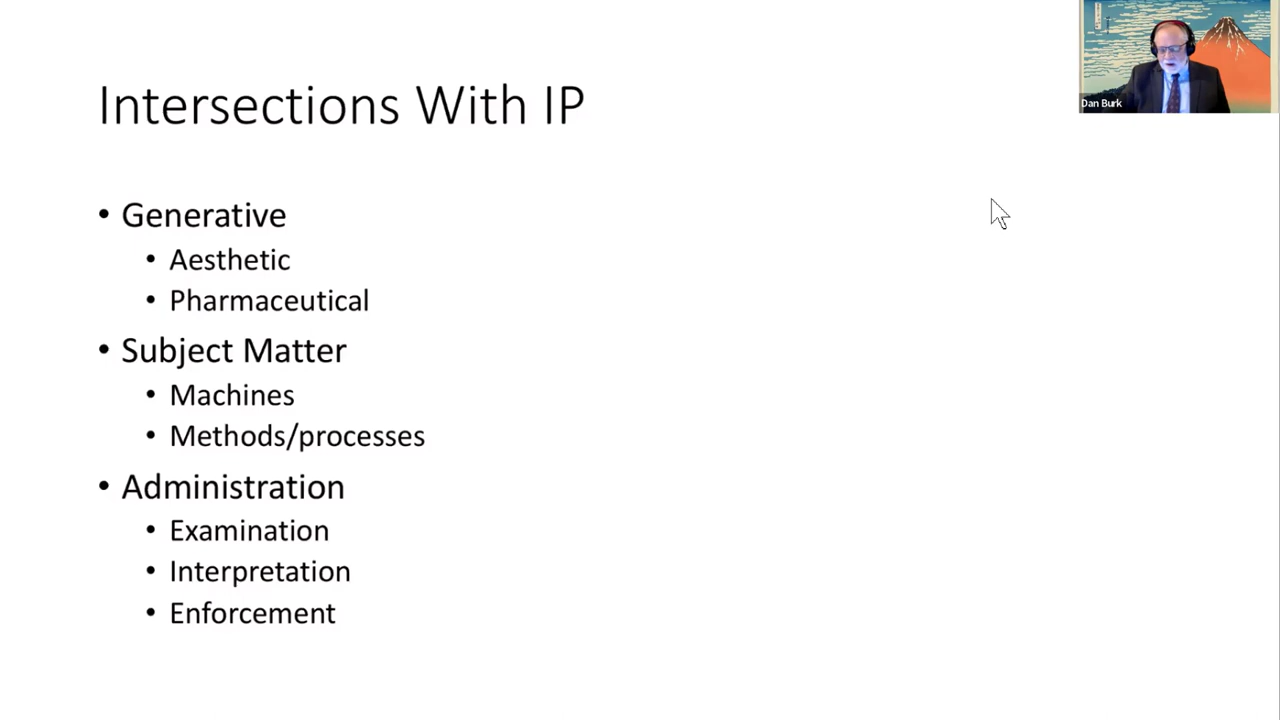 Intersections With IP
Dan Burk
• Generative
• Aesthetic
• Pharmaceutical
• Subject Matter
• Machines
• Methods/processes
• Administration
• Examination
• Interpretation
• Enforcement